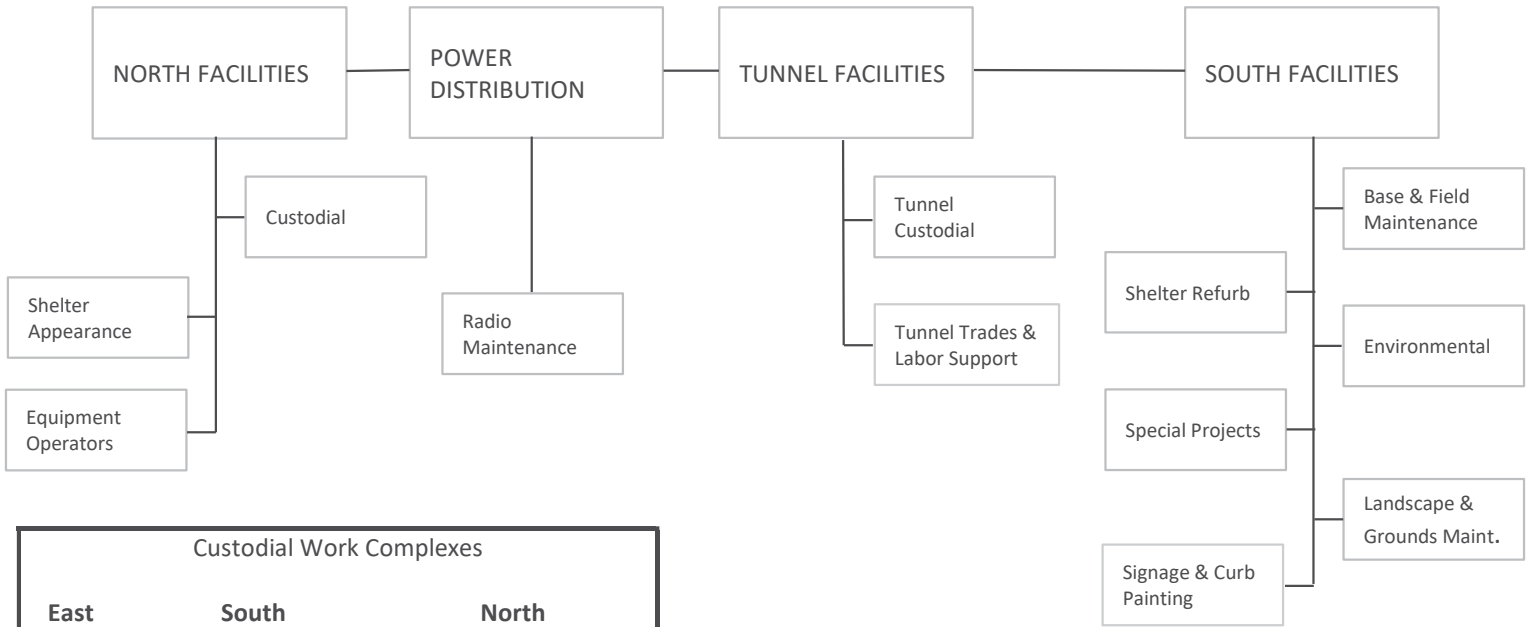 NORTH FACILITIES
POWER
DISTRIBUTION
TUNNEL FACILITIES
SOUTH FACILITIES
Custodial
Shelter
Appearance
Equipment
Operators
Radio
Maintenance
Tunnel
Custodial
Tunnel Trades &
Labor Support
Base & Field
Maintenance
Shelter Refurb
Environmental
Special Projects
Landscape &
Grounds Maint.
Signage & Curb
Painting
Custodial Work Complexes
East South North